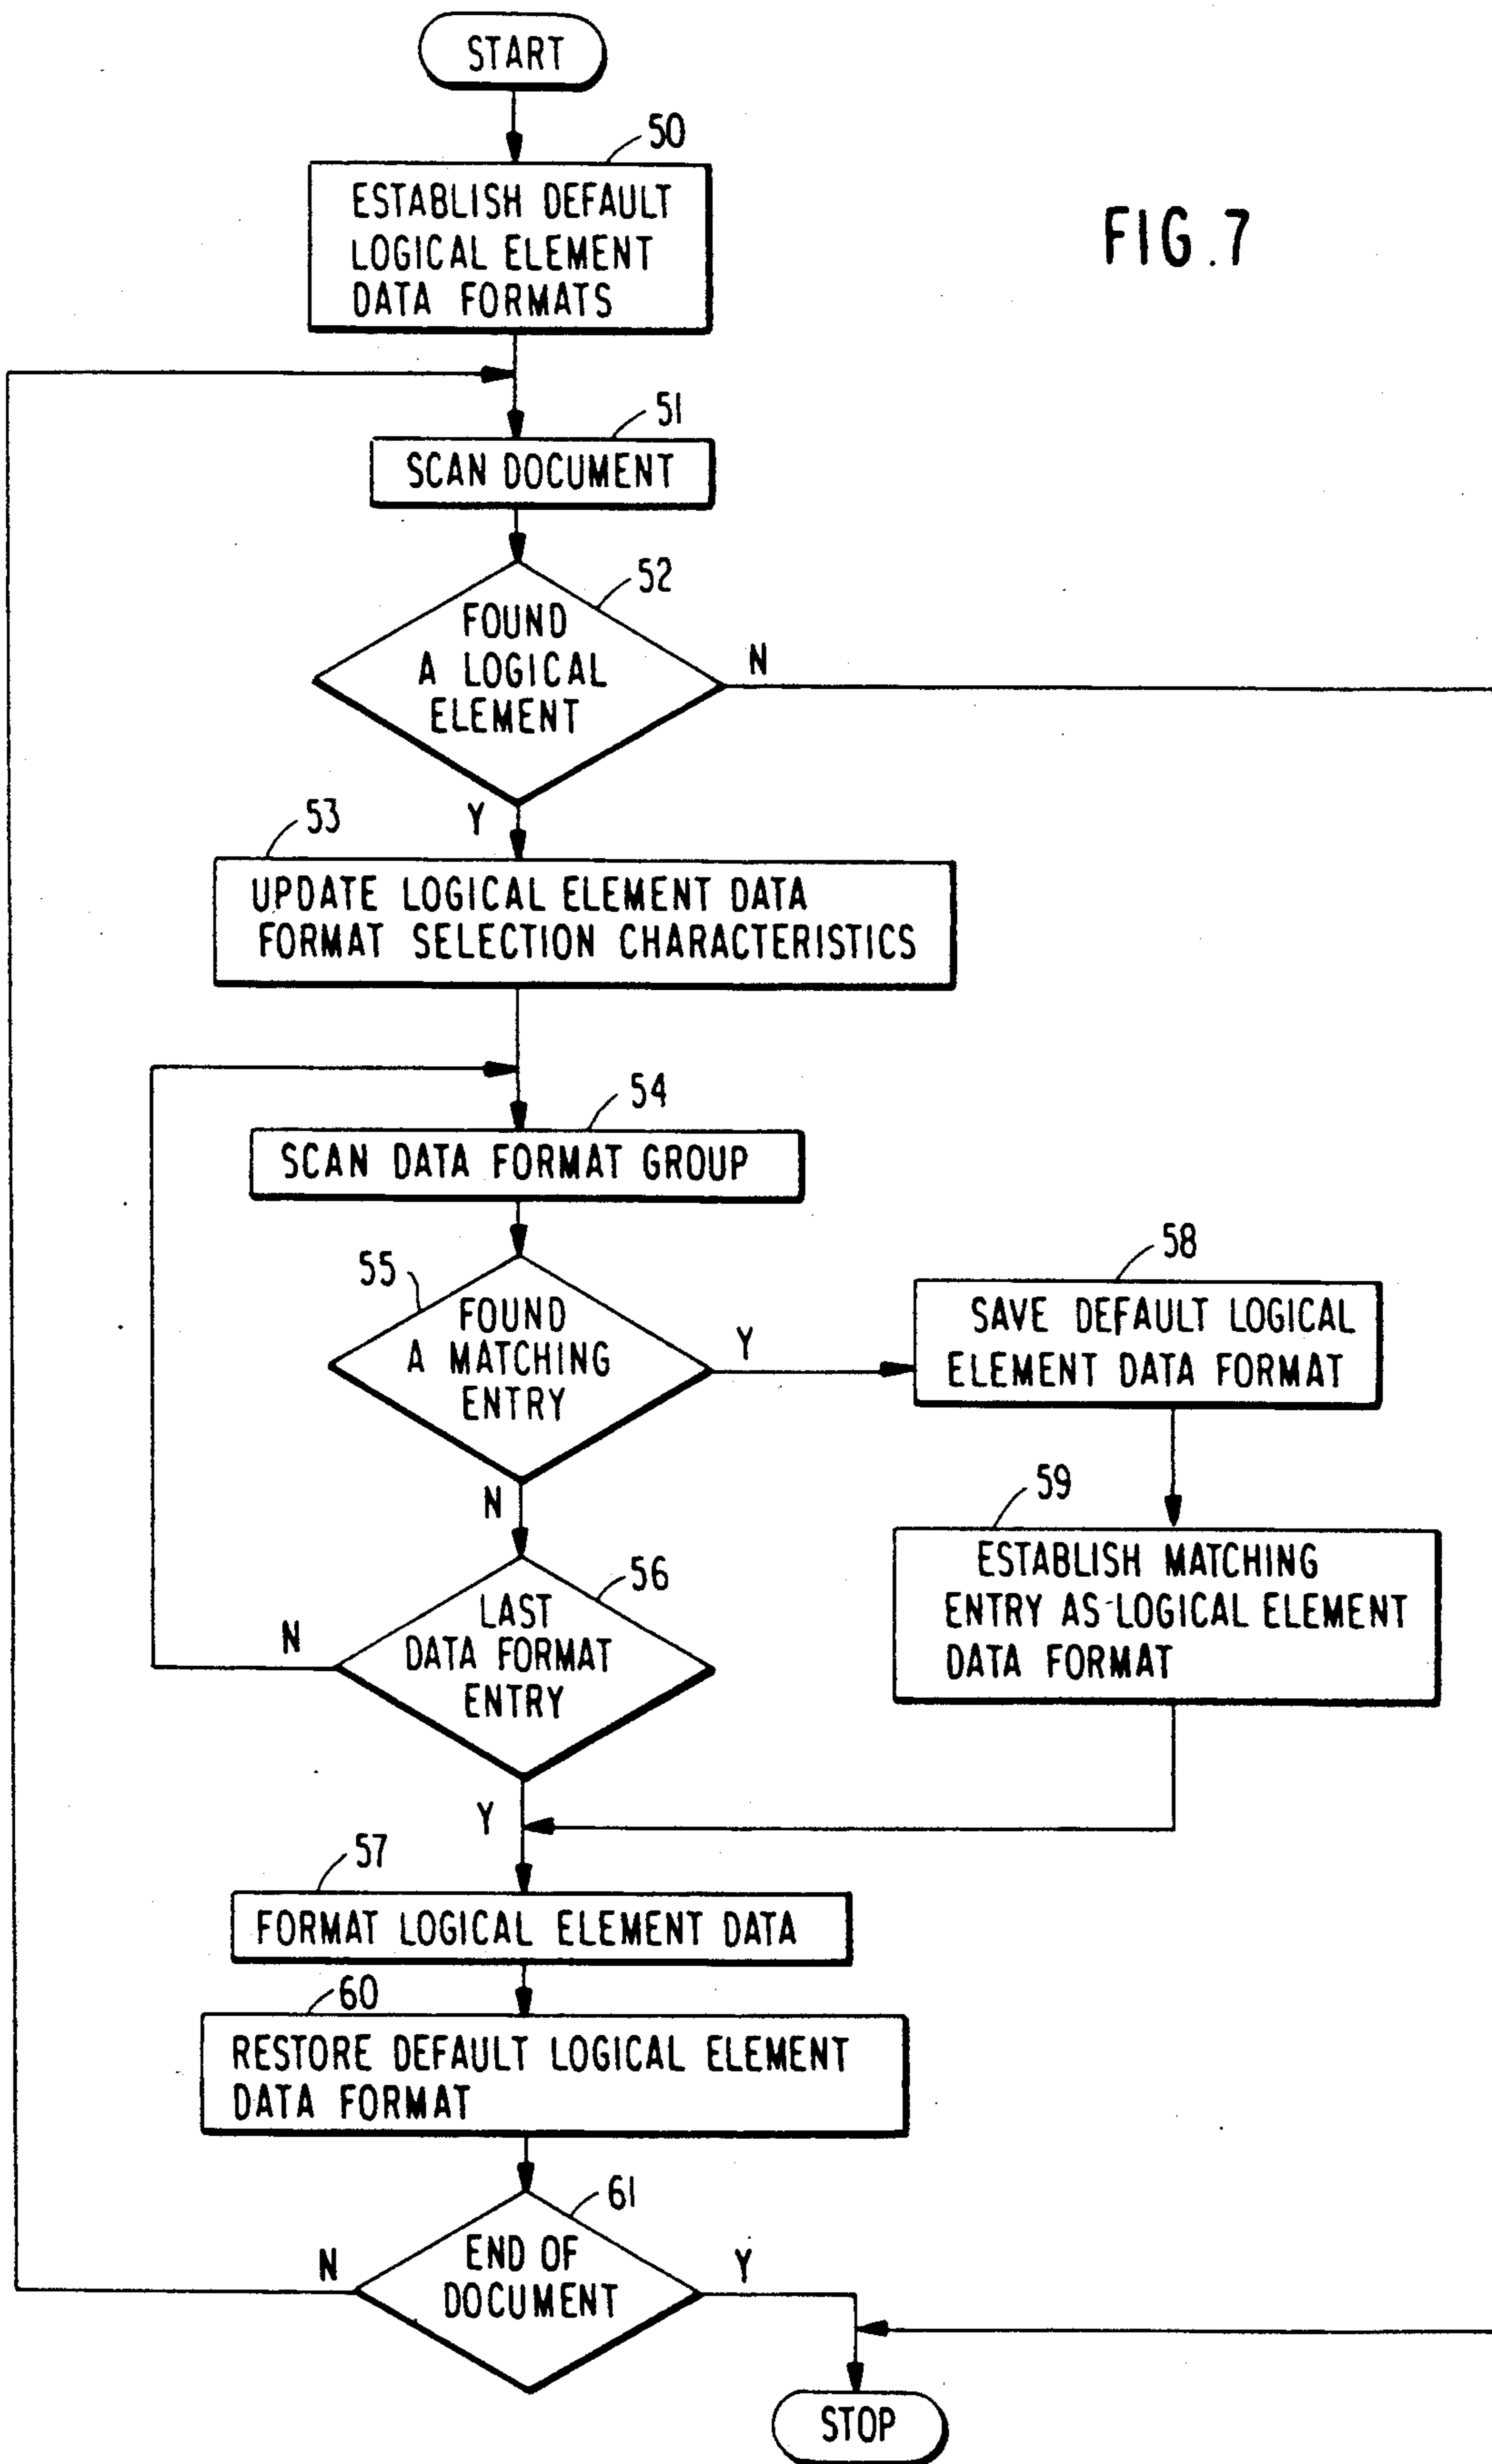 START
50
ESTABLISH DEFAULT
LOGICAL ELEMENT
DATA FORMATS
FIG.7
51
SCAN DOCUMENT
52
FOUND
A LOGICAL
ELEMENT
N
Y
53
UPDATE LOGICAL ELEMENT DATA
FORMAT SELECTION CHARACTERISTICS
54
SCAN DATA FORMAT GROUP
55
FOUND
A MATCHING
ENTRY
Y
58
SAVE DEFAULT LOGICAL
ELEMENT DATA FORMAT
N
59
ESTABLISH MATCHING
ENTRY AS LOGICAL ELEMENT
DATA FORMAT
56
LAST
DATA FORMAT
ENTRY
N
Y
57
FORMAT LOGICAL ELEMENT DATA
60
RESTORE DEFAULT LOGICAL ELEMENT
DATA FORMAT
61
END OF
DOCUMENT
N
Y
STOP